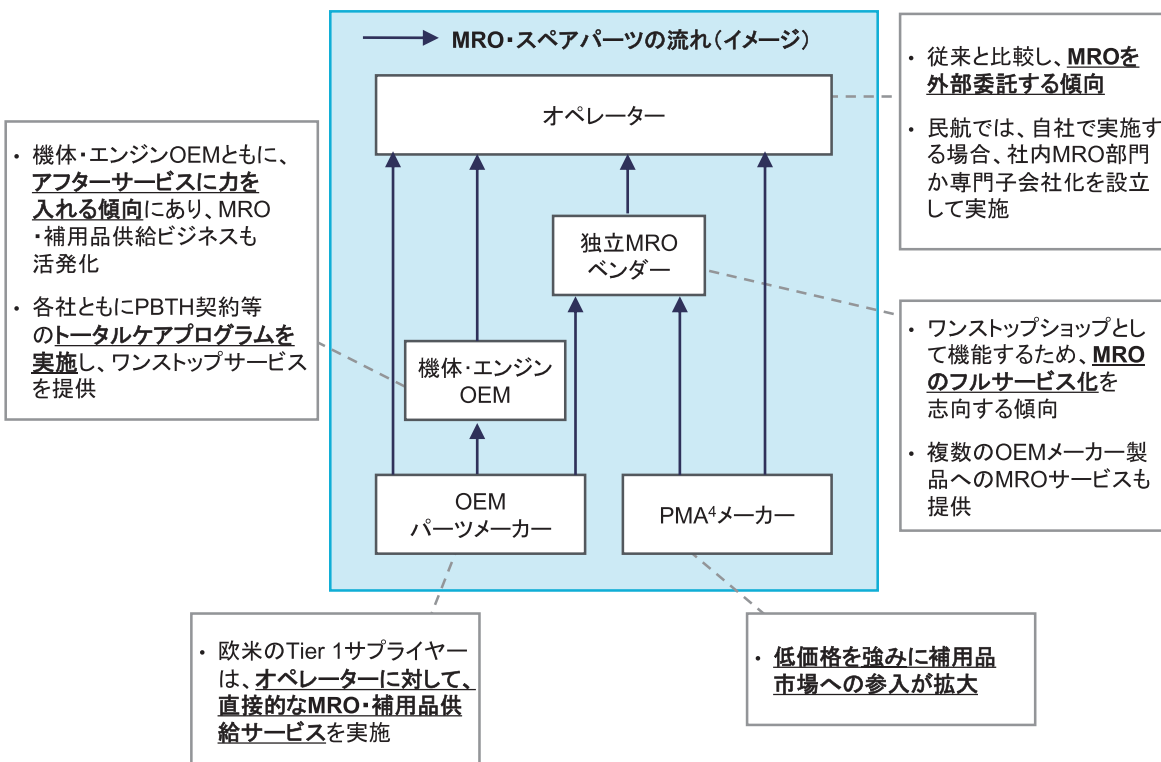 MRO・スペアパーツの流れ(イメージ)
オペレーター
独立MRO
ベンダー
機体・エンジン
OEM
OEM
パーツメーカー
PMA4メーカー
・ 機体・エンジンOEMともに、
アフターサービスに力を
入れる傾向にあり、MRO
・補用品供給ビジネスも
活発化
・ 各社ともにPBTH契約等
のトータルケアプログラムを
実施し、ワンストップサービス
を提供
・ 従来と比較し、MROを
外部委託する傾向
・ 民航では、自社で実施す
る場合、社内MRO部門
か専門子会社化を設立
して実施
・ ワンストップショップとし
て機能するため、MRO
のフルサービス化を
志向する傾向
・ 複数のOEMメーカー製
品へのMROサービスも
提供
・ 欧米のTier 1サプライヤー
は、オペレーターに対して、
直接的なMRO・補用品供
給サービスを実施
・ 低価格を強みに補用品
市場への参入が拡大